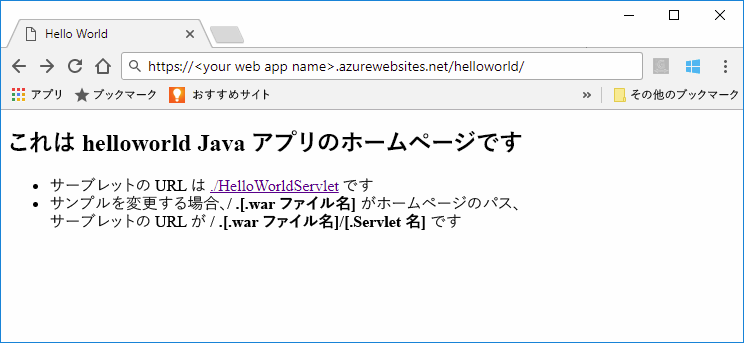 Hello World
https://<your web app name>.azurewebsites.net/helloworld/
アプリ ブックマーク おすすめサイト » その他のブックマーク
これは helloworld Java アプリのホームページです
• サーブレットの URL は ./HelloWorldServlet です
• サンプルを変更する場合、/ .[.war ファイル名] がホームページのパス、
サーブレットの URL が / .[.war ファイル名]/[.Servlet 名] です